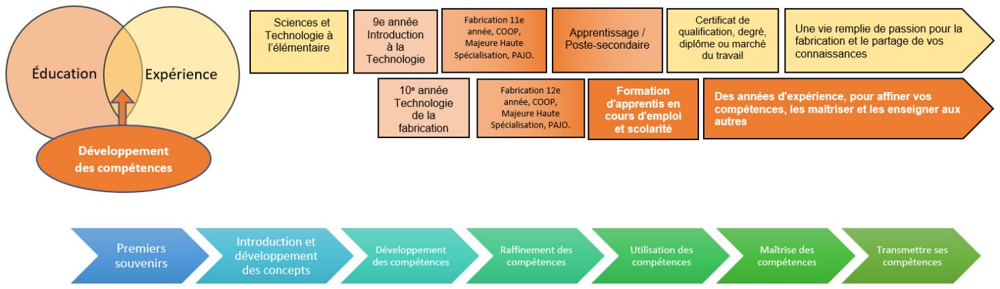 Éducation
Expérience
Développement
des compétences
Sciences et
Technologie à
l'élémentaire
9e année
Introduction
à la
Technologie
Fabrication 11e
année, COOP,
Majeure Haute
Spécialisation, PAJO.
Apprentissage /
Poste-secondaire
Certificat de
qualification, degré,
diplôme ou marché
du travail
Une vie remplie de passion pour la
fabrication et le partage de vos
connaissances
10e année
Technologie
de la
fabrication
Fabrication 12e
année, COOP,
Majeure Haute
Spécialisation, PAJO.
Formation
d'apprentis en
cours d'emploi
et scolarité
Des années d'expérience, pour affiner vos
compétences, les maîtriser et les enseigner aux
autres
Premiers
souvenirs
Introduction et
développement
des concepts
Développement
des compétences
Raffinement des
compétences
Utilisation des
compétences
Maîtrise des
compétences
Transmettre ses
compétences